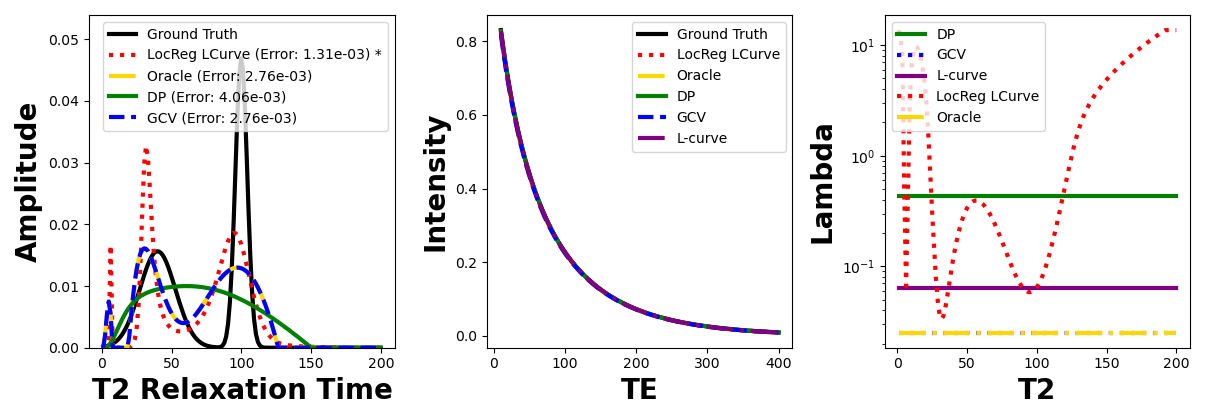 Amplitude
0.05
0.04
0.03
0.02
0.01
0.00
Ground Truth
LocReg LCurve (Error: 1.31e-03) *
Oracle (Error: 2.76e-03)
DP (Error: 4.06e-03)
GCV (Error: 2.76e-03)
0 50 100 150 200
T2 Relaxation Time
Intensity
0.8
0.6
0.4
0.2
0.0
Ground Truth
LocReg LCurve
Oracle
DP
GCV
L-curve
0 100 200 300 400
TE
Lambda
10¹
10⁰
10⁻¹
DP
GCV
L-curve
LocReg LCurve
Oracle
0 50 100 150 200
T2